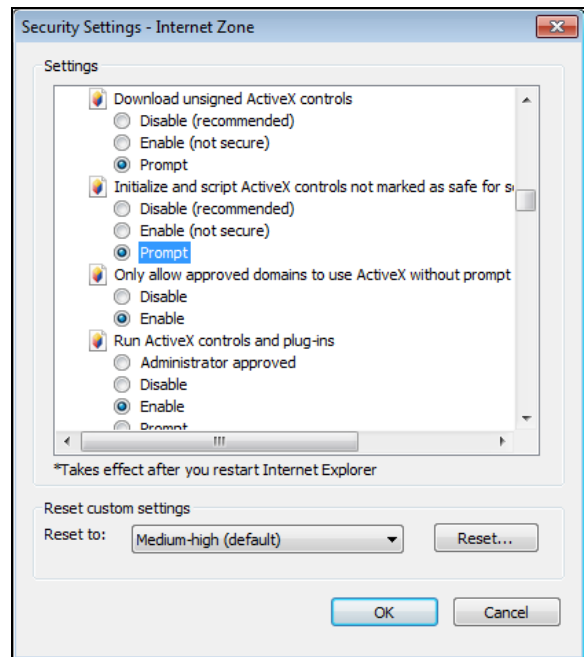 Security Settings - Internet Zone
Settings
Download unsigned ActiveX controls
Disable (recommended)
Enable (not secure)
Prompt
Initialize and script ActiveX controls not marked as safe for s
Disable (recommended)
Enable (not secure)
Prompt
Only allow approved domains to use ActiveX without prompt
Disable
Enable
Run ActiveX controls and plug-ins
Administrator approved
Disable
Enable
Prompt
*Takes effect after you restart Internet Explorer
Reset custom settings
Reset to: Medium-high (default) Reset...
OK Cancel